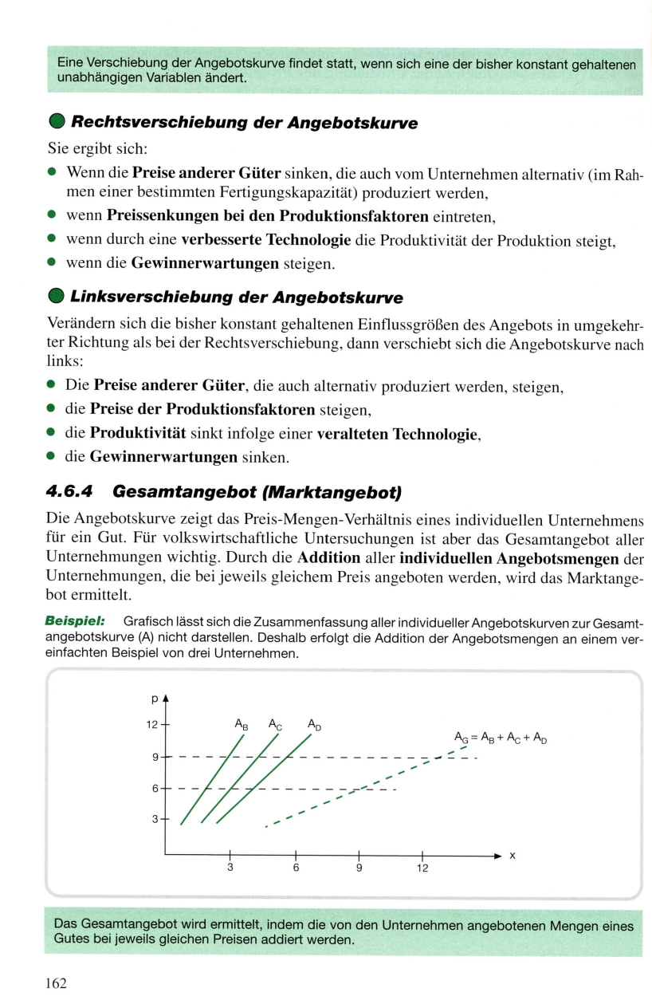 Eine Verschiebung der Angebotskurve findet statt, wenn sich eine der bisher konstant gehaltenen
unabhängigen Variablen ändert.
Rechtsverschiebung der Angebotskurve
Sie ergibt sich:
• Wenn die Preise anderer Güter sinken, die auch vom Unternehmen alternativ (im Rah-
men einer bestimmten Fertigungskapazität) produziert werden,
• wenn Preissenkungen bei den Produktionsfaktoren eintreten,
• wenn durch eine verbesserte Technologie die Produktivität der Produktion steigt,
• wenn die Gewinnerwartungen steigen.
Linksverschiebung der Angebotskurve
Verändern sich die bisher konstant gehaltenen Einflussgrößen des Angebots in umgekehr-
ter Richtung als bei der Rechtsverschiebung, dann verschiebt sich die Angebotskurve nach
links:
• Die Preise anderer Güter, die auch alternativ produziert werden, steigen,
• die Preise der Produktionsfaktoren steigen,
• die Produktivität sinkt infolge einer veralteten Technologie,
• die Gewinnerwartungen sinken.
4.6.4 Gesamtangebot (Marktangebot)
Die Angebotskurve zeigt das Preis-Mengen-Verhältnis eines individuellen Unternehmens
für ein Gut. Für volkswirtschaftliche Untersuchungen ist aber das Gesamtangebot aller
Unternehmungen wichtig. Durch die Addition aller individuellen Angebotsmengen der
Unternehmungen, die bei jeweils gleichem Preis angeboten werden, wird das Marktange-
bot ermittelt.
Beispiel: Grafisch lässt sich die Zusammenfassung aller individueller Angebotskurven zur Gesamt-
angebotskurve (A) nicht darstellen. Deshalb erfolgt die Addition der Angebotsmengen an einem ver-
einfachten Beispiel von drei Unternehmen.
p
12 A_B A_C A_D
A_G = A_B + A_C + A_D
9
6
3
x
3 6 9 12
Das Gesamtangebot wird ermittelt, indem die von den Unternehmen angebotenen Mengen eines
Gutes bei jeweils gleichen Preisen addiert werden.
162